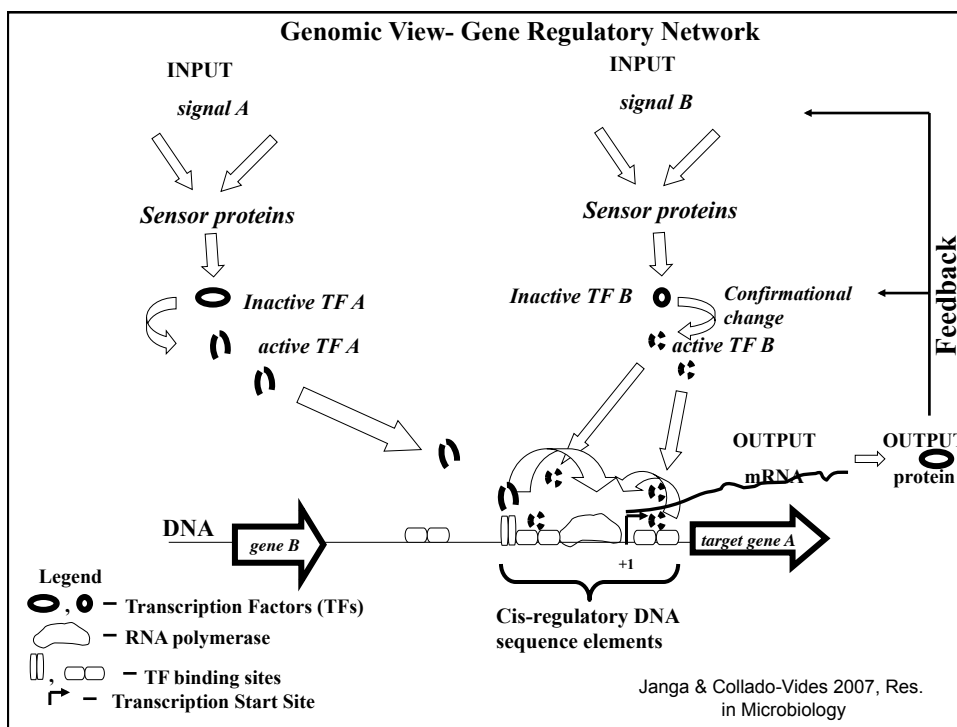 Genomic View- Gene Regulatory Network
INPUT
signal A
INPUT
signal B
Sensor proteins
Sensor proteins
Inactive TF A
active TF A
Inactive TF B
Confirmational
change
active TF B
Feedback
OUTPUT
mRNA
OUTPUT
protein
DNA
gene B
target gene A
+1
Cis-regulatory DNA
sequence elements
Legend
, – Transcription Factors (TFs)
– RNA polymerase
, – TF binding sites
– Transcription Start Site
Janga & Collado-Vides 2007, Res.
in Microbiology